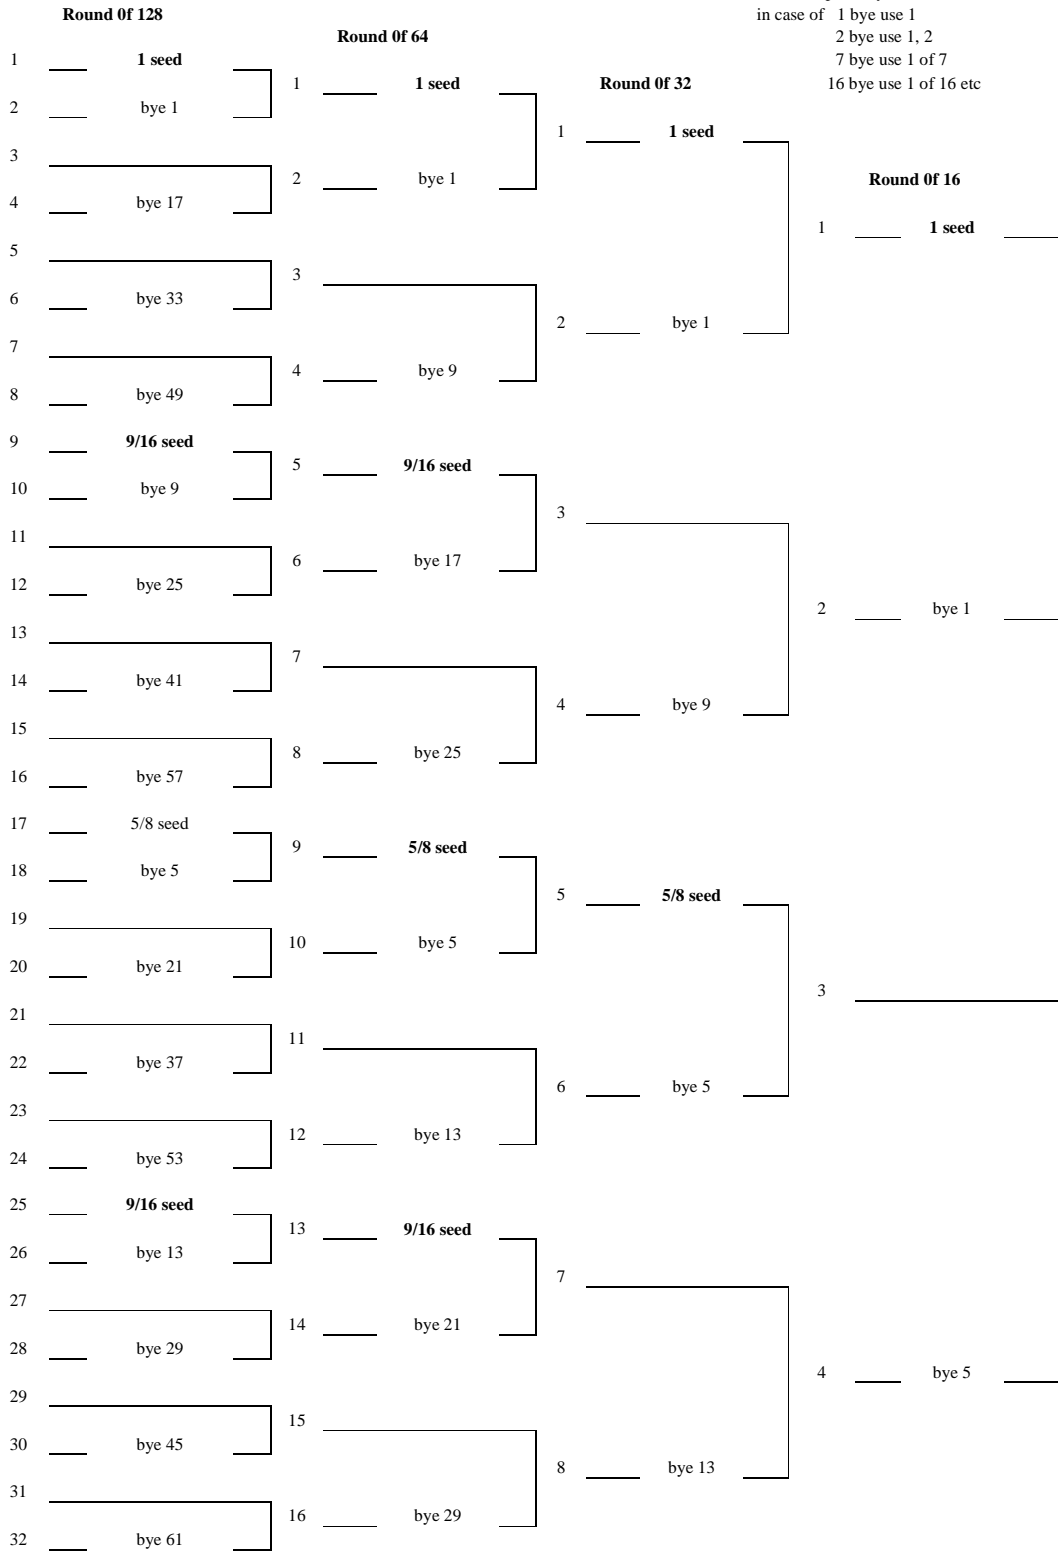 Round 0f 128
in case of 1 bye use 1
Round 0f 64
2 bye use 1, 2
7 bye use 1 of 7
16 bye use 1 of 16 etc
Round 0f 32
Round 0f 16
1 1 seed
2 bye 1
3
4 bye 17
5
6 bye 33
7
8 bye 49
9 9/16 seed
10 bye 9
11
12 bye 25
13
14 bye 41
15
16 bye 57
17 5/8 seed
18 bye 5
19
20 bye 21
21
22 bye 37
23
24 bye 53
25 9/16 seed
26 bye 13
27
28 bye 29
29
30 bye 45
31
32 bye 61
1 1 seed
2 bye 1
3
4 bye 9
5 9/16 seed
6 bye 17
7
8 bye 25
9 5/8 seed
10 bye 5
11
12 bye 13
13 9/16 seed
14 bye 21
15
16 bye 29
1 1 seed
2 bye 1
3
4 bye 9
5 5/8 seed
6 bye 5
7
8 bye 13
1 1 seed
2 bye 1
3
4 bye 5